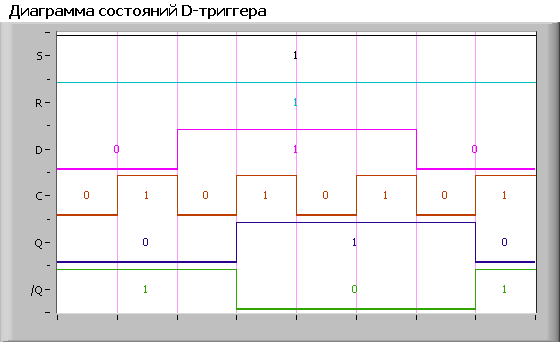 Диаграмма состояний D-триггера
S 1
R 1
D 0 1 0
C 0 1 0 1 0 1 0 1
Q 0 1 0
/Q 1 0 1